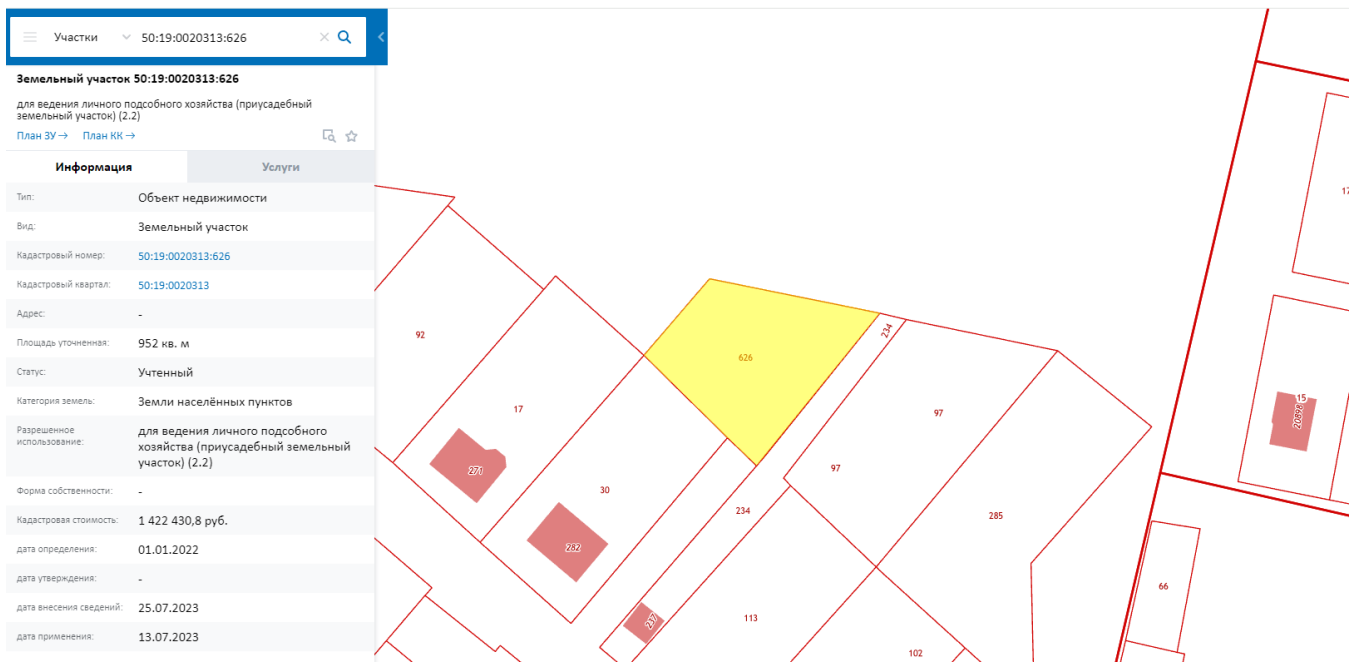 Участки 50:19:0020313:626
Земельный участок 50:19:0020313:626
для ведения личного подсобного хозяйства (приусадебный
земельный участок) (2.2)
План ЗУ → План КК →
Информация Услуги
Тип: Объект недвижимости
Вид: Земельный участок
Кадастровый номер: 50:19:0020313:626
Кадастровый квартал: 50:19:0020313
Адрес: -
Площадь уточненная: 952 кв. м
Статус: Учтенный
Категория земель: Земли населённых пунктов
Разрешенное
использование:
для ведения личного подсобного
хозяйства (приусадебный земельный
участок) (2.2)
Форма собственности: -
Кадастровая стоимость: 1 422 430,8 руб.
дата определения: 01.01.2022
дата утверждения: -
дата внесения сведений: 25.07.2023
дата применения: 13.07.2023
17
92
234
626
17
97
15
20898
271
30
97
234
285
282
66
237
113
102